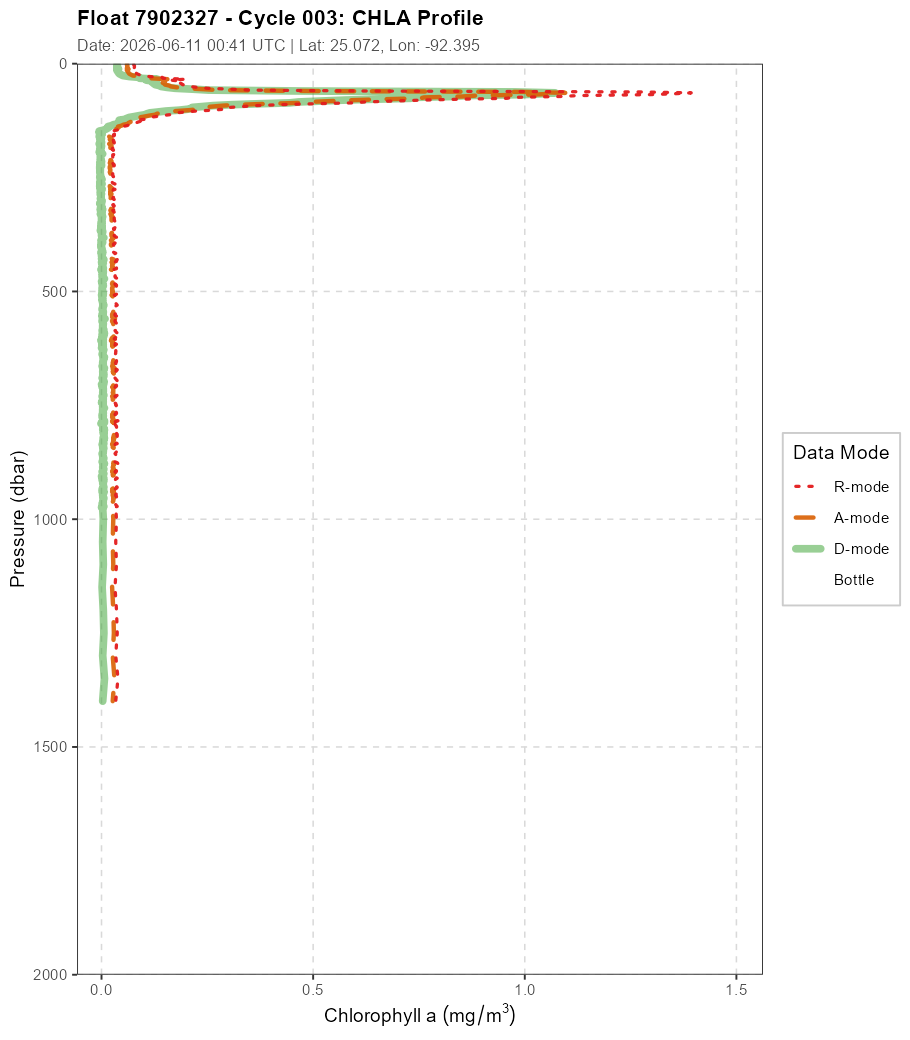 Float 7902327 - Cycle 003: CHLA Profile
Date: 2026-06-11 00:41 UTC | Lat: 25.072, Lon: -92.395
0
500
1000
1500
2000
Pressure (dbar)
0.0 0.5 1.0 1.5
Chlorophyll a (mg/m³)
Data Mode
R-mode
A-mode
D-mode
Bottle